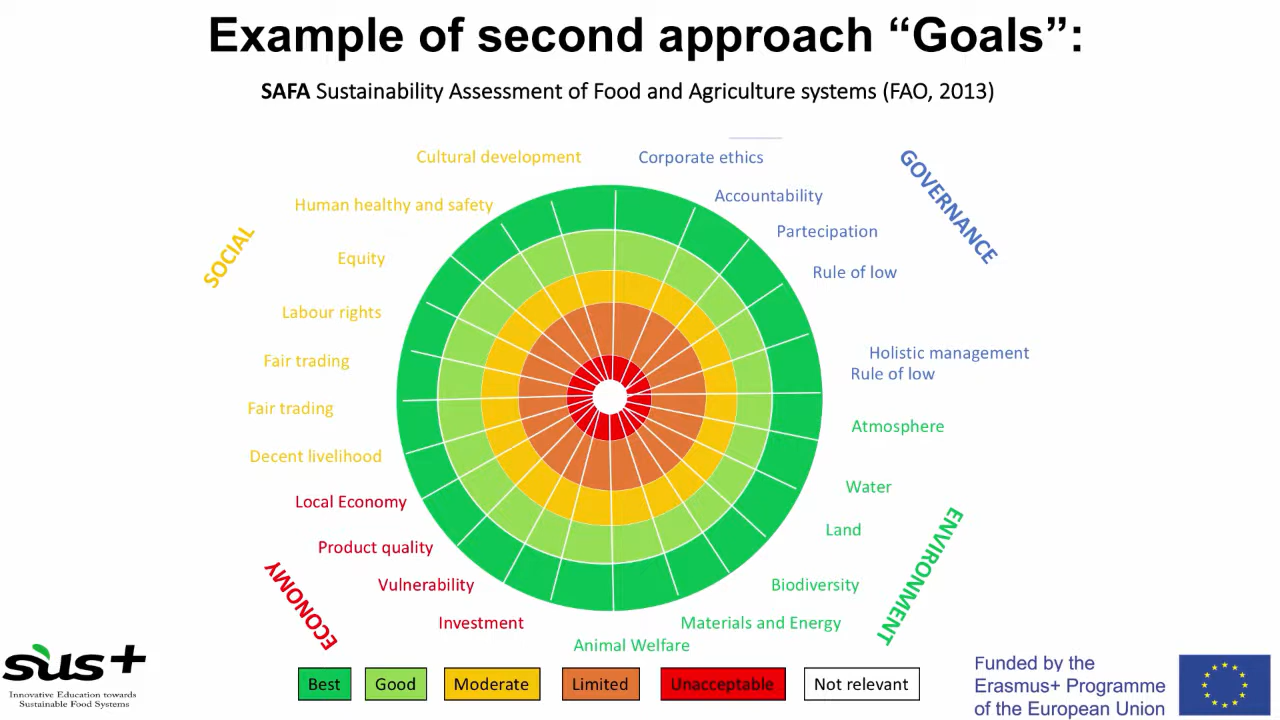 Example of second approach “Goals”:
SAFA Sustainability Assessment of Food and Agriculture systems (FAO, 2013)
Cultural development
Corporate ethics
Human healthy and safety
Accountability
GOVERNANCE
Partecipation
SOCIAL
Equity
Rule of low
Labour rights
Fair trading
Holistic management
Rule of low
Fair trading
Atmosphere
Decent livelihood
Local Economy
Water
Land
ENVIRONMENT
Product quality
ECONOMY
Vulnerability
Biodiversity
Investment
Materials and Energy
Animal Welfare
Best
Good
Moderate
Limited
Unacceptable
Not relevant
sus+
Innovative Education towards
Sustainable Food Systems
Funded by the
Erasmus+ Programme
of the European Union